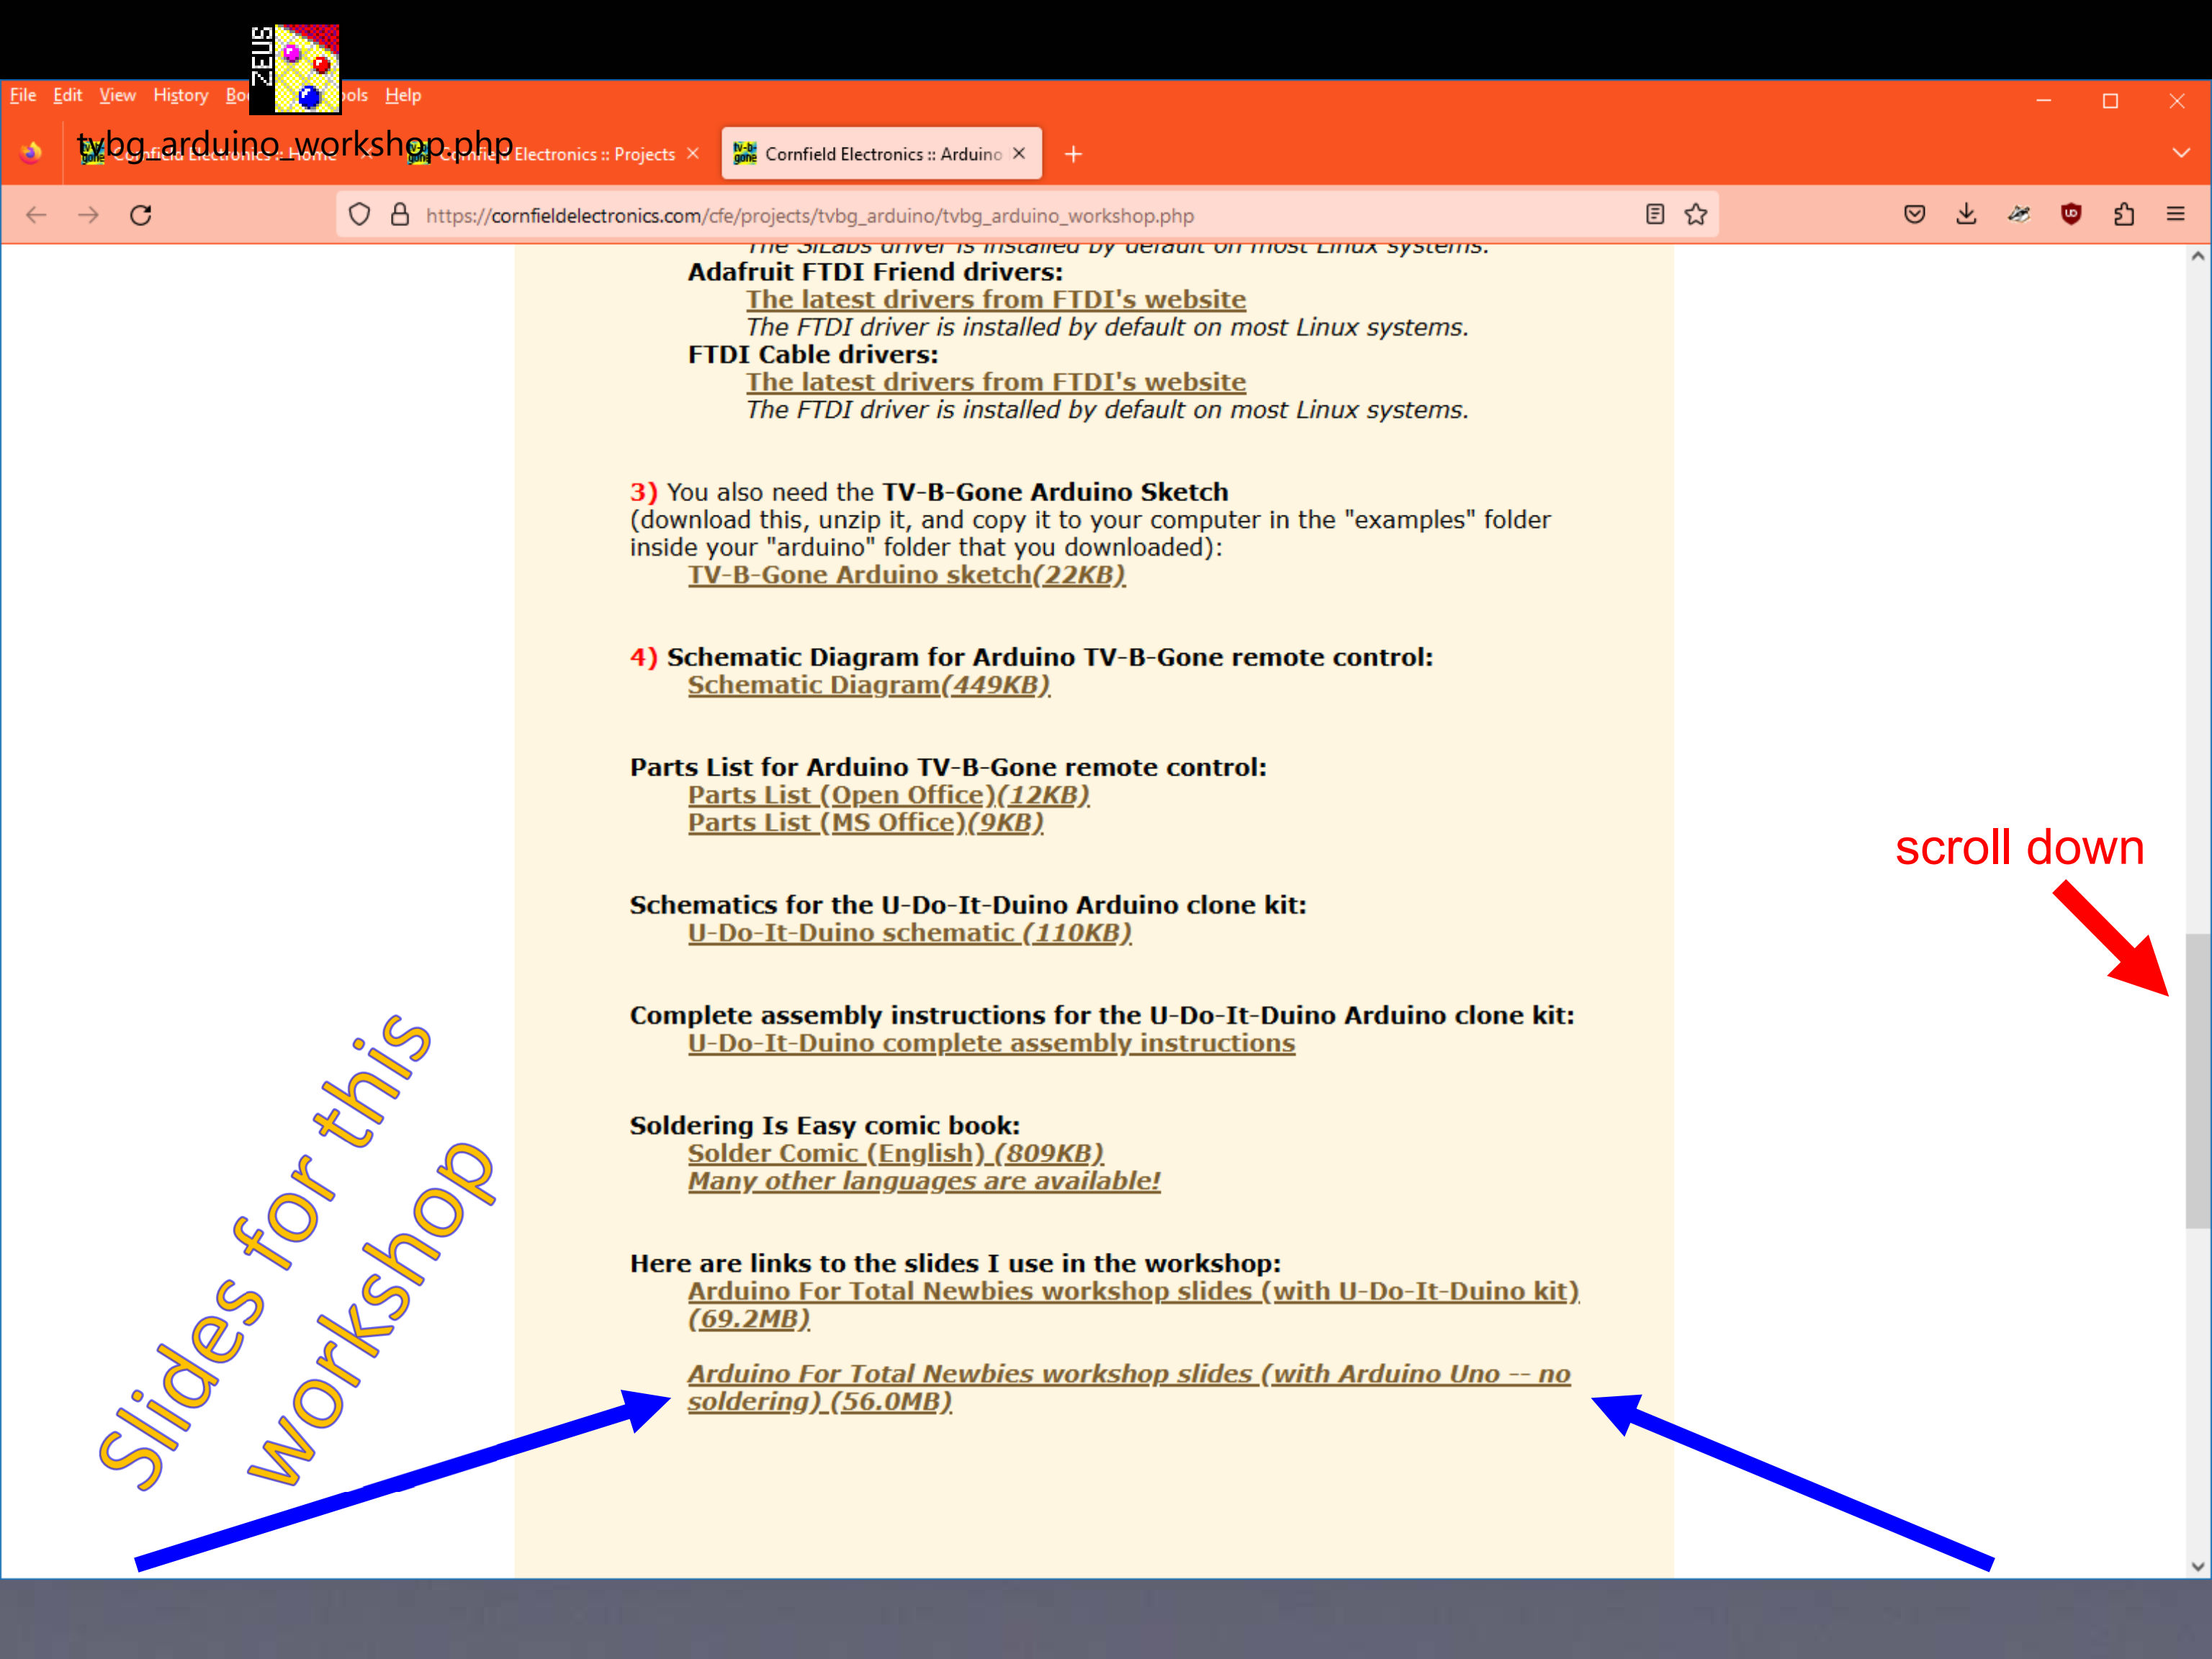 ZEUS
File Edit View History Help
tvbg_arduino_workshop.php
Electronics :: Projects
Cornfield Electronics :: Arduino
https://cornfieldelectronics.com/cfe/projects/tvbg_arduino/tvbg_arduino_workshop.php
The SiLabs driver is installed by default on most Linux systems.
Adafruit FTDI Friend drivers:
The latest drivers from FTDI's website
The FTDI driver is installed by default on most Linux systems.
FTDI Cable drivers:
The latest drivers from FTDI's website
The FTDI driver is installed by default on most Linux systems.
3) You also need the TV-B-Gone Arduino Sketch
(download this, unzip it, and copy it to your computer in the "examples" folder
inside your "arduino" folder that you downloaded):
TV-B-Gone Arduino sketch(22KB)
4) Schematic Diagram for Arduino TV-B-Gone remote control:
Schematic Diagram(449KB)
Parts List for Arduino TV-B-Gone remote control:
Parts List (Open Office)(12KB)
Parts List (MS Office)(9KB)
scroll down
Schematics for the U-Do-It-Duino Arduino clone kit:
U-Do-It-Duino schematic (110KB)
Complete assembly instructions for the U-Do-It-Duino Arduino clone kit:
U-Do-It-Duino complete assembly instructions
Soldering Is Easy comic book:
Solder Comic (English) (809KB)
Many other languages are available!
Slides for this
workshop
Here are links to the slides I use in the workshop:
Arduino For Total Newbies workshop slides (with U-Do-It-Duino kit)
(69.2MB)
Arduino For Total Newbies workshop slides (with Arduino Uno -- no
soldering) (56.0MB)